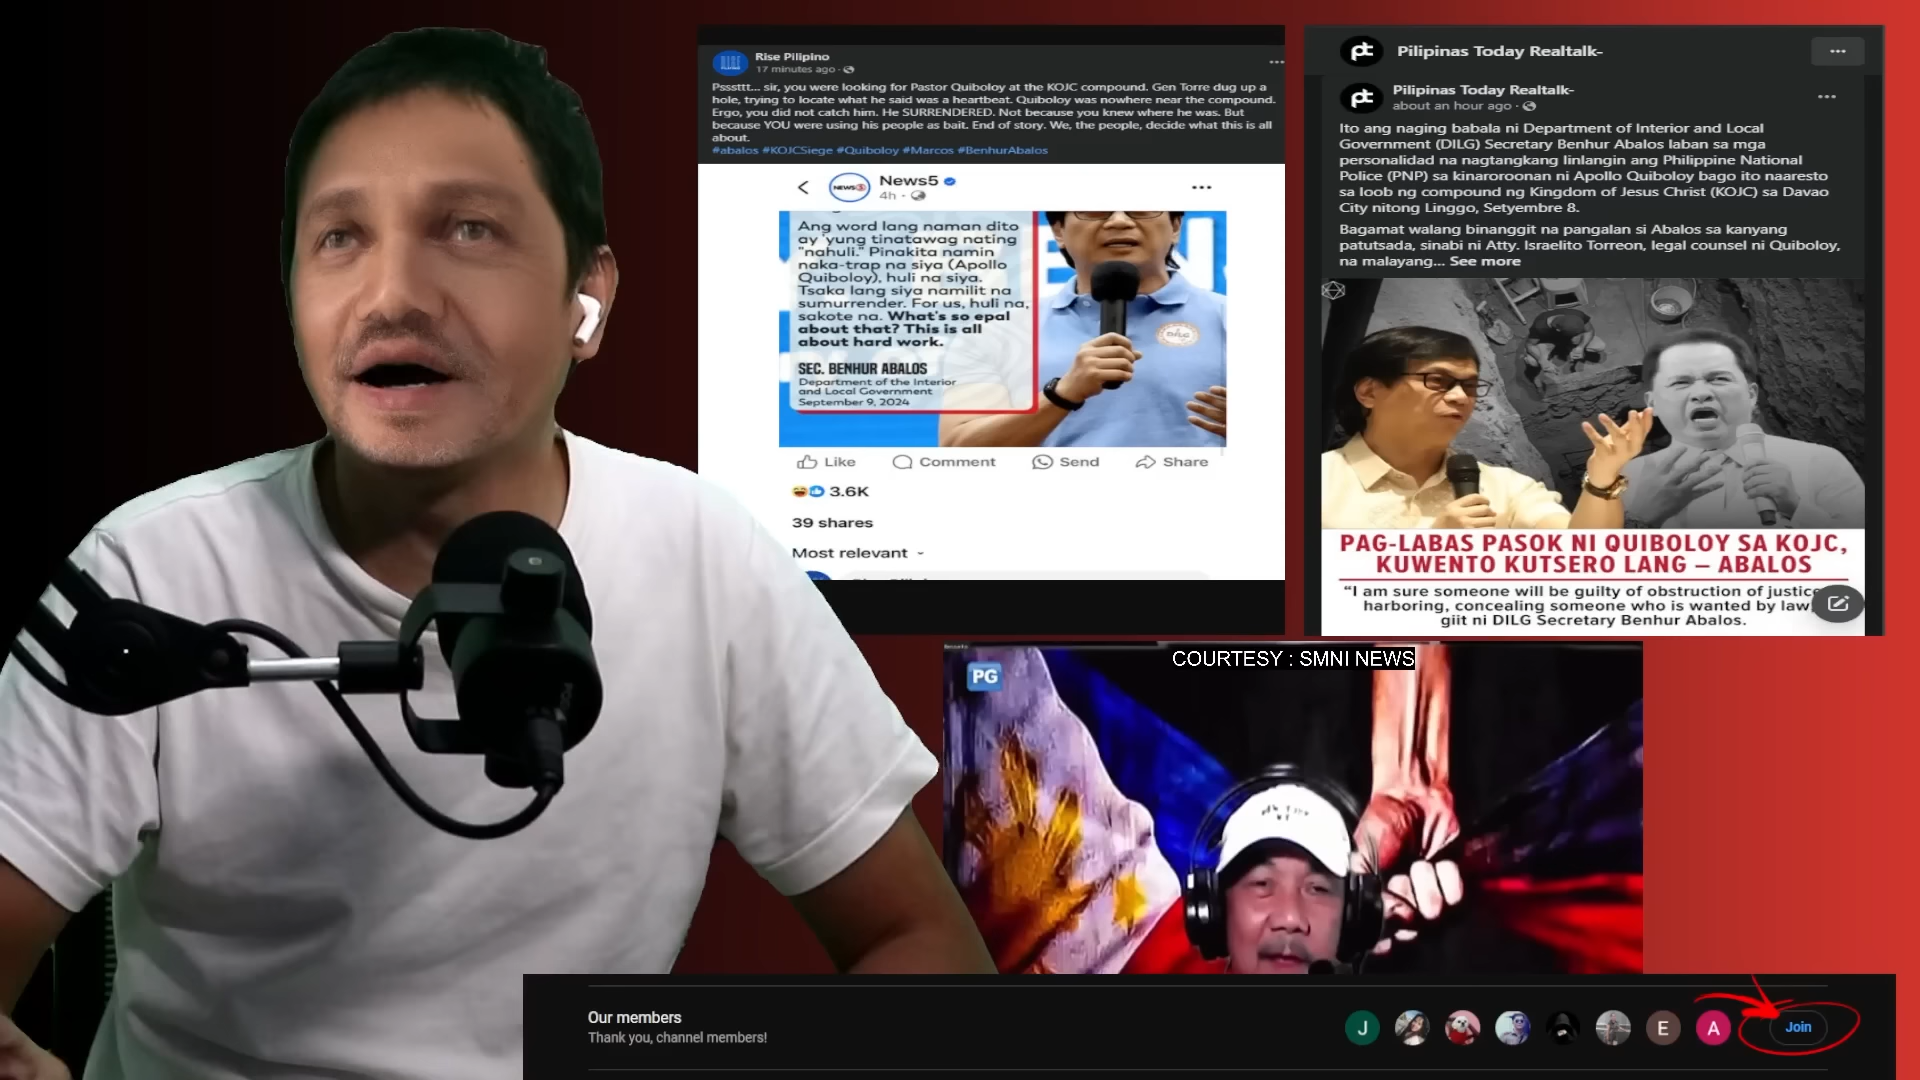 Rise Pilipino
17 minutes ago ·
Psssttt... sir, you were looking for Pastor Quiboloy at the KOJC compound. Gen Torre dug up a
hole, trying to locate what he said was a heartbeat. Quiboloy was nowhere near the compound.
Ergo, you did not catch him. He SURRENDERED. Not because you knew where he was. But
because YOU were using his people as bait. End of story. We, the people, decide what this is all
about.
#abalos #KOJCSiege #Quiboloy #Marcos #BenhurAbalos
NEWS5
News5
4h ·
Ang word lang naman dito
ay 'yung tinatawag nating
"nahuli." Pinakita namin
naka-trap na siya (Apollo
Quiboloy), huli na siya.
Tsaka lang siya namilit na
sumurrender. For us, huli na,
sakote na. What's so epal
about that? This is all
about hard work.
SEC. BENHUR ABALOS
Department of the Interior
and Local Government
September 9, 2024
Like
Comment
Send
Share
3.6K
39 shares
Most relevant
pt
Pilipinas Today Realtalk-
pt
Pilipinas Today Realtalk-
about an hour ago ·
Ito ang naging babala ni Department of Interior and Local
Government (DILG) Secretary Benhur Abalos laban sa mga
personalidad na nagtangkang linlangin ang Philippine National
Police (PNP) sa kinaroroonan ni Apollo Quiboloy bago ito naaresto
sa loob ng compound ng Kingdom of Jesus Christ (KOJC) sa Davao
City nitong Linggo, Setyembre 8.
Bagamat walang binanggit na pangalan si Abalos sa kanyang
patutsada, sinabi ni Atty. Israelito Torreon, legal counsel ni Quiboloy,
na malayang... See more
PAG-LABAS PASOK NI QUIBOLOY SA KOJC,
KUWENTO KUTSERO LANG – ABALOS
"I am sure someone will be guilty of obstruction of justice
harboring, concealing someone who is wanted by law,
giit ni DILG Secretary Benhur Abalos.
PG
COURTESY : SMNI NEWS
Our members
Thank you, channel members!
J
E
A
Join